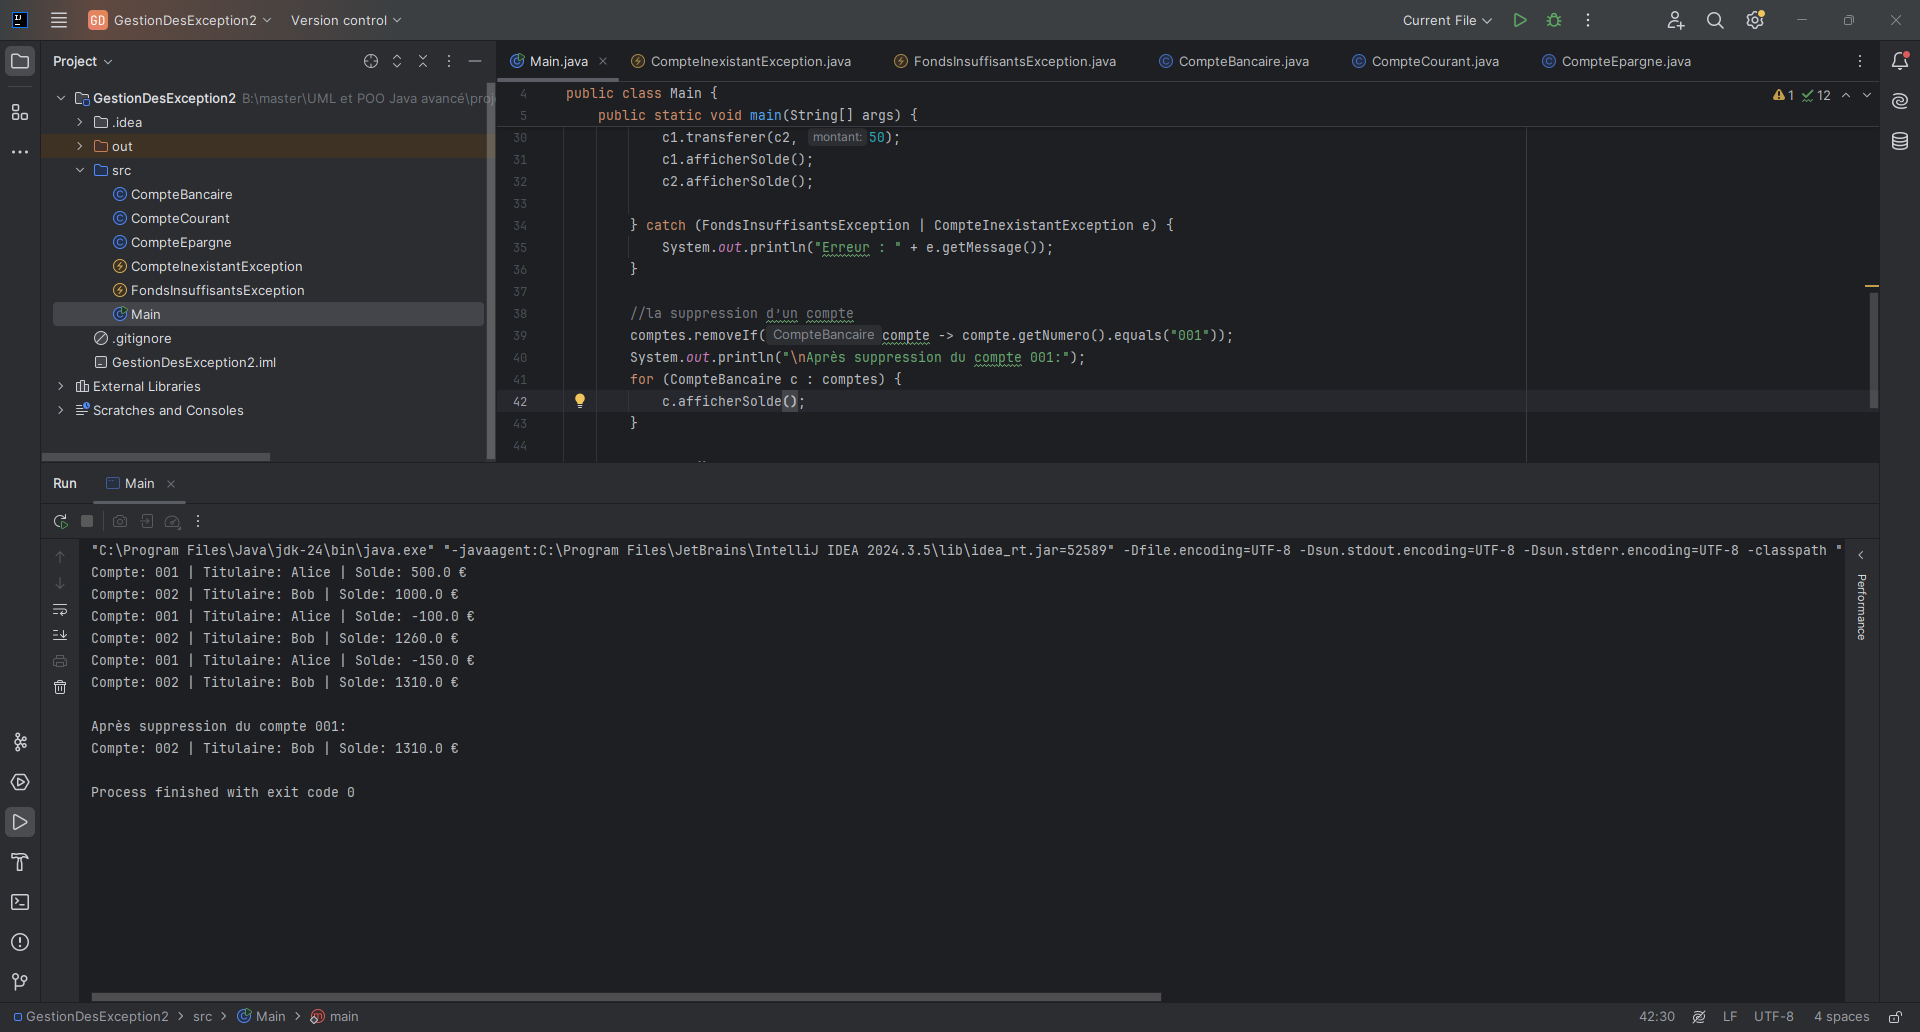 GD GestionDesException2 Version control Current File
Project
GestionDesException2 B:\master\UML et POO Java avancé\proj
.idea
out
src
CompteBancaire
CompteCourant
CompteEpargne
CompteInexistantException
FondsInsuffisantsException
Main
.gitignore
GestionDesException2.iml
External Libraries
Scratches and Consoles
Main.java CompteInexistantException.java FondsInsuffisantsException.java CompteBancaire.java CompteCourant.java CompteEpargne.java
1 12
4 public class Main {
5 public static void main(String[] args) {
30 c1.transferer(c2, montant: 50);
31 c1.afficherSolde();
32 c2.afficherSolde();
33
34 } catch (FondsInsuffisantsException | CompteInexistantException e) {
35 System.out.println("Erreur : " + e.getMessage());
36 }
37
38 //la suppression d'un compte
39 comptes.removeIf( CompteBancaire compte -> compte.getNumero().equals("001"));
40 System.out.println("\nAprès suppression du compte 001:");
41 for (CompteBancaire c : comptes) {
42 c.afficherSolde();
43 }
44
Run Main
"C:\Program Files\Java\jdk-24\bin\java.exe" "-javaagent:C:\Program Files\JetBrains\IntelliJ IDEA 2024.3.5\lib\idea_rt.jar=52589" -Dfile.encoding=UTF-8 -Dsun.stdout.encoding=UTF-8 -Dsun.stderr.encoding=UTF-8 -classpath "
Compte: 001 | Titulaire: Alice | Solde: 500.0 €
Compte: 002 | Titulaire: Bob | Solde: 1000.0 €
Compte: 001 | Titulaire: Alice | Solde: -100.0 €
Compte: 002 | Titulaire: Bob | Solde: 1260.0 €
Compte: 001 | Titulaire: Alice | Solde: -150.0 €
Compte: 002 | Titulaire: Bob | Solde: 1310.0 €
Après suppression du compte 001:
Compte: 002 | Titulaire: Bob | Solde: 1310.0 €
Process finished with exit code 0
Performance
GestionDesException2 > src > Main > main 42:30 LF UTF-8 4 spaces